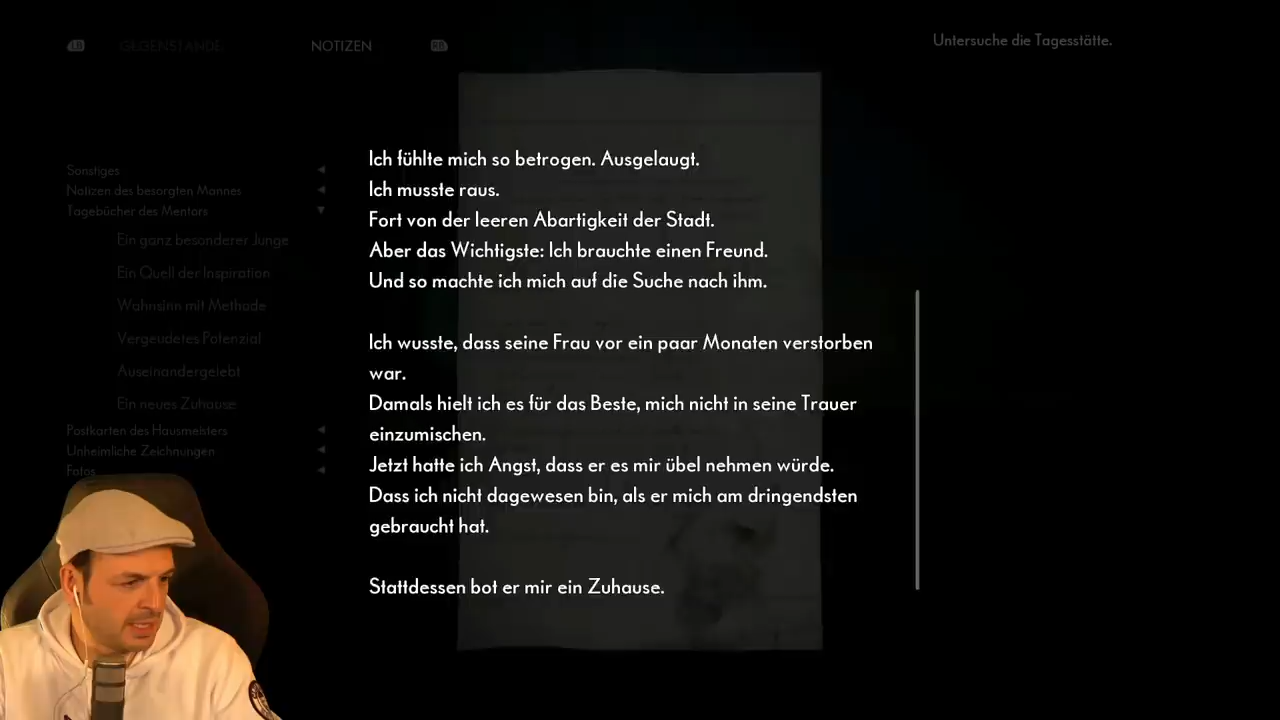 LB
GEGENSTÄNDE
NOTIZEN
RB
Untersuche die Tagesstätte.
Sonstiges
Notizen des besorgten Mannes
Tagebücher des Mentors
Ein ganz besonderer Junge
Ein Quell der Inspiration
Wahnsinn mit Methode
Vergeudetes Potenzial
Auseinandergelebt
Ein neues Zuhause
Postkarten des Hausmeisters
Unheimliche Zeichnungen
Fotos
Ich fühlte mich so betrogen. Ausgelaugt.
Ich musste raus.
Fort von der leeren Abartigkeit der Stadt.
Aber das Wichtigste: Ich brauchte einen Freund.
Und so machte ich mich auf die Suche nach ihm.
Ich wusste, dass seine Frau vor ein paar Monaten verstorben
war.
Damals hielt ich es für das Beste, mich nicht in seine Trauer
einzumischen.
Jetzt hatte ich Angst, dass er es mir übel nehmen würde.
Dass ich nicht dagewesen bin, als er mich am dringendsten
gebraucht hat.
Stattdessen bot er mir ein Zuhause.